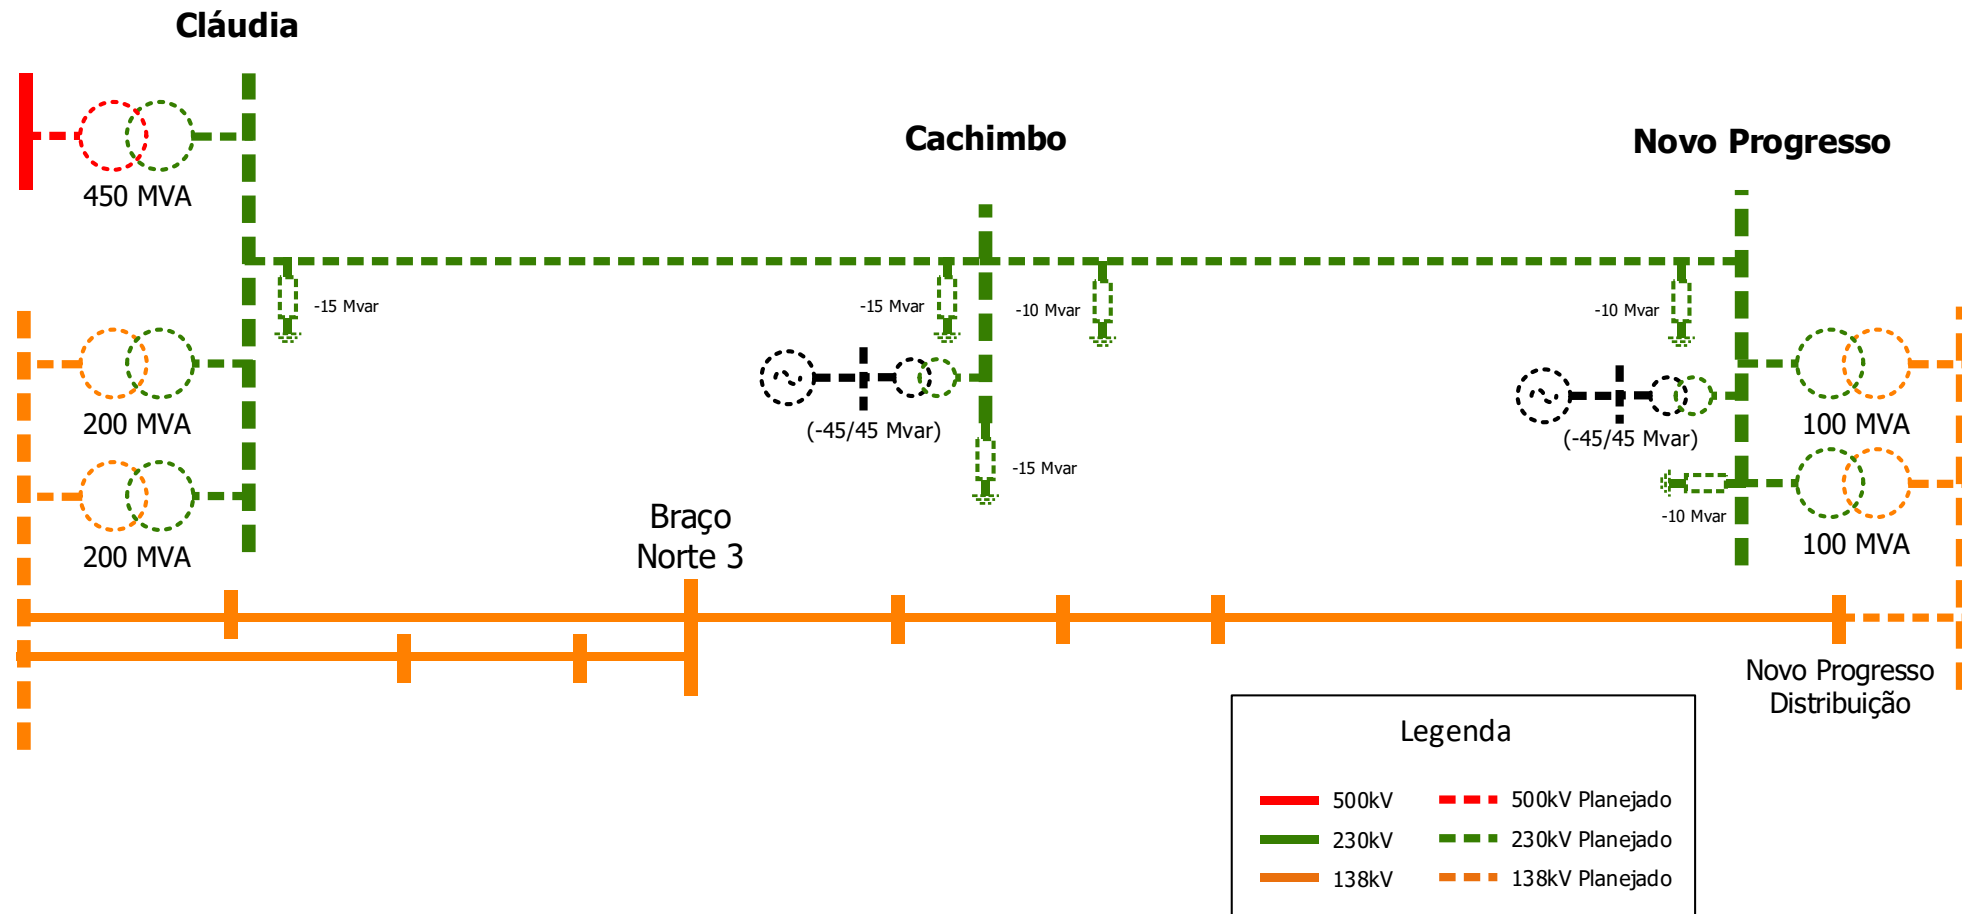 Cláudia
Cachimbo
Novo Progresso
450 MVA
-15 Mvar
-15 Mvar
-10 Mvar
-10 Mvar
200 MVA
(-45/45 Mvar)
(-45/45 Mvar)
100 MVA
-15 Mvar
-10 Mvar
200 MVA
100 MVA
Braço
Norte 3
Novo Progresso
Distribuição
Legenda
500kV
500kV Planejado
230kV
230kV Planejado
138kV
138kV Planejado